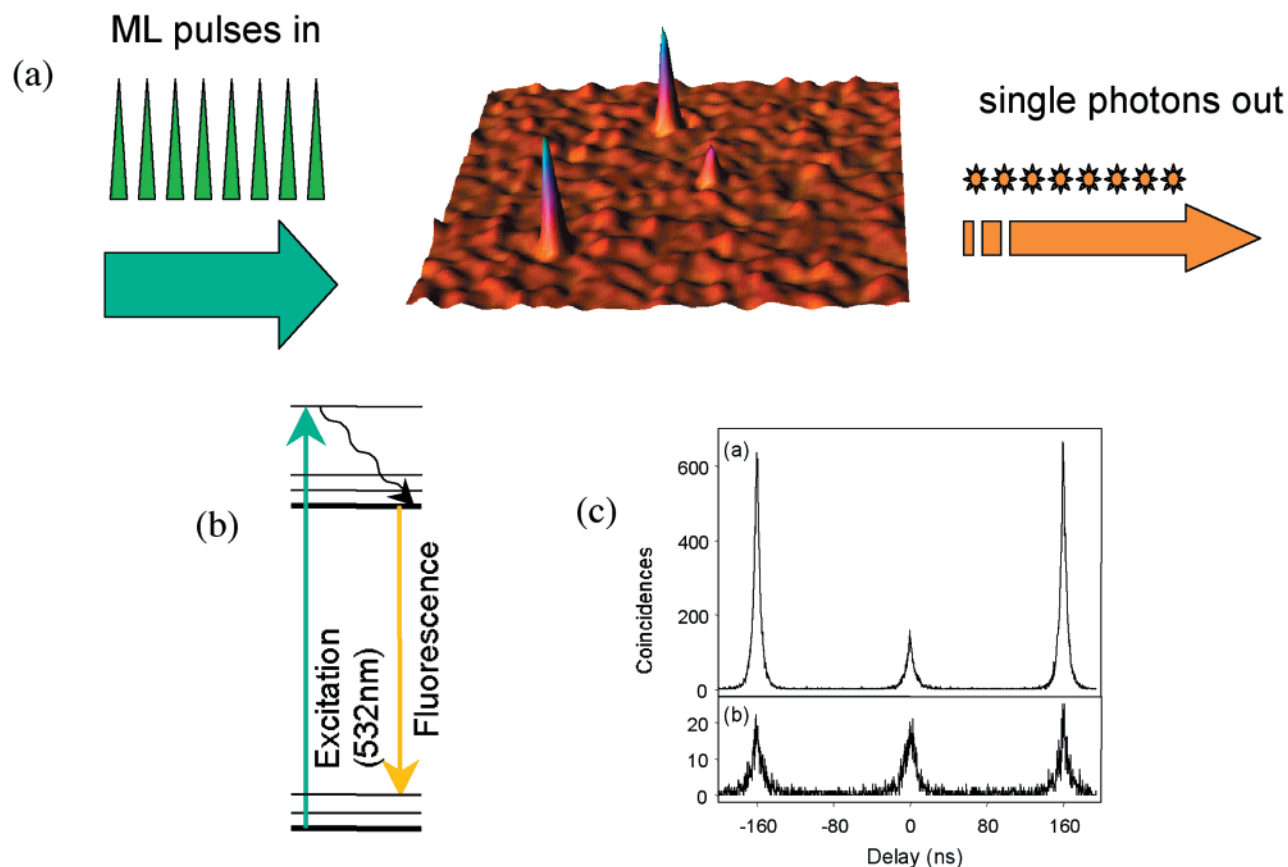 ML pulses in
(a)
single photons out
(b)
Excitation
(532nm)
Fluorescence
(c)
(a)
600
400
200
0
Coincidences
(b)
20
10
0
-160
-80
0
80
160
Delay (ns)